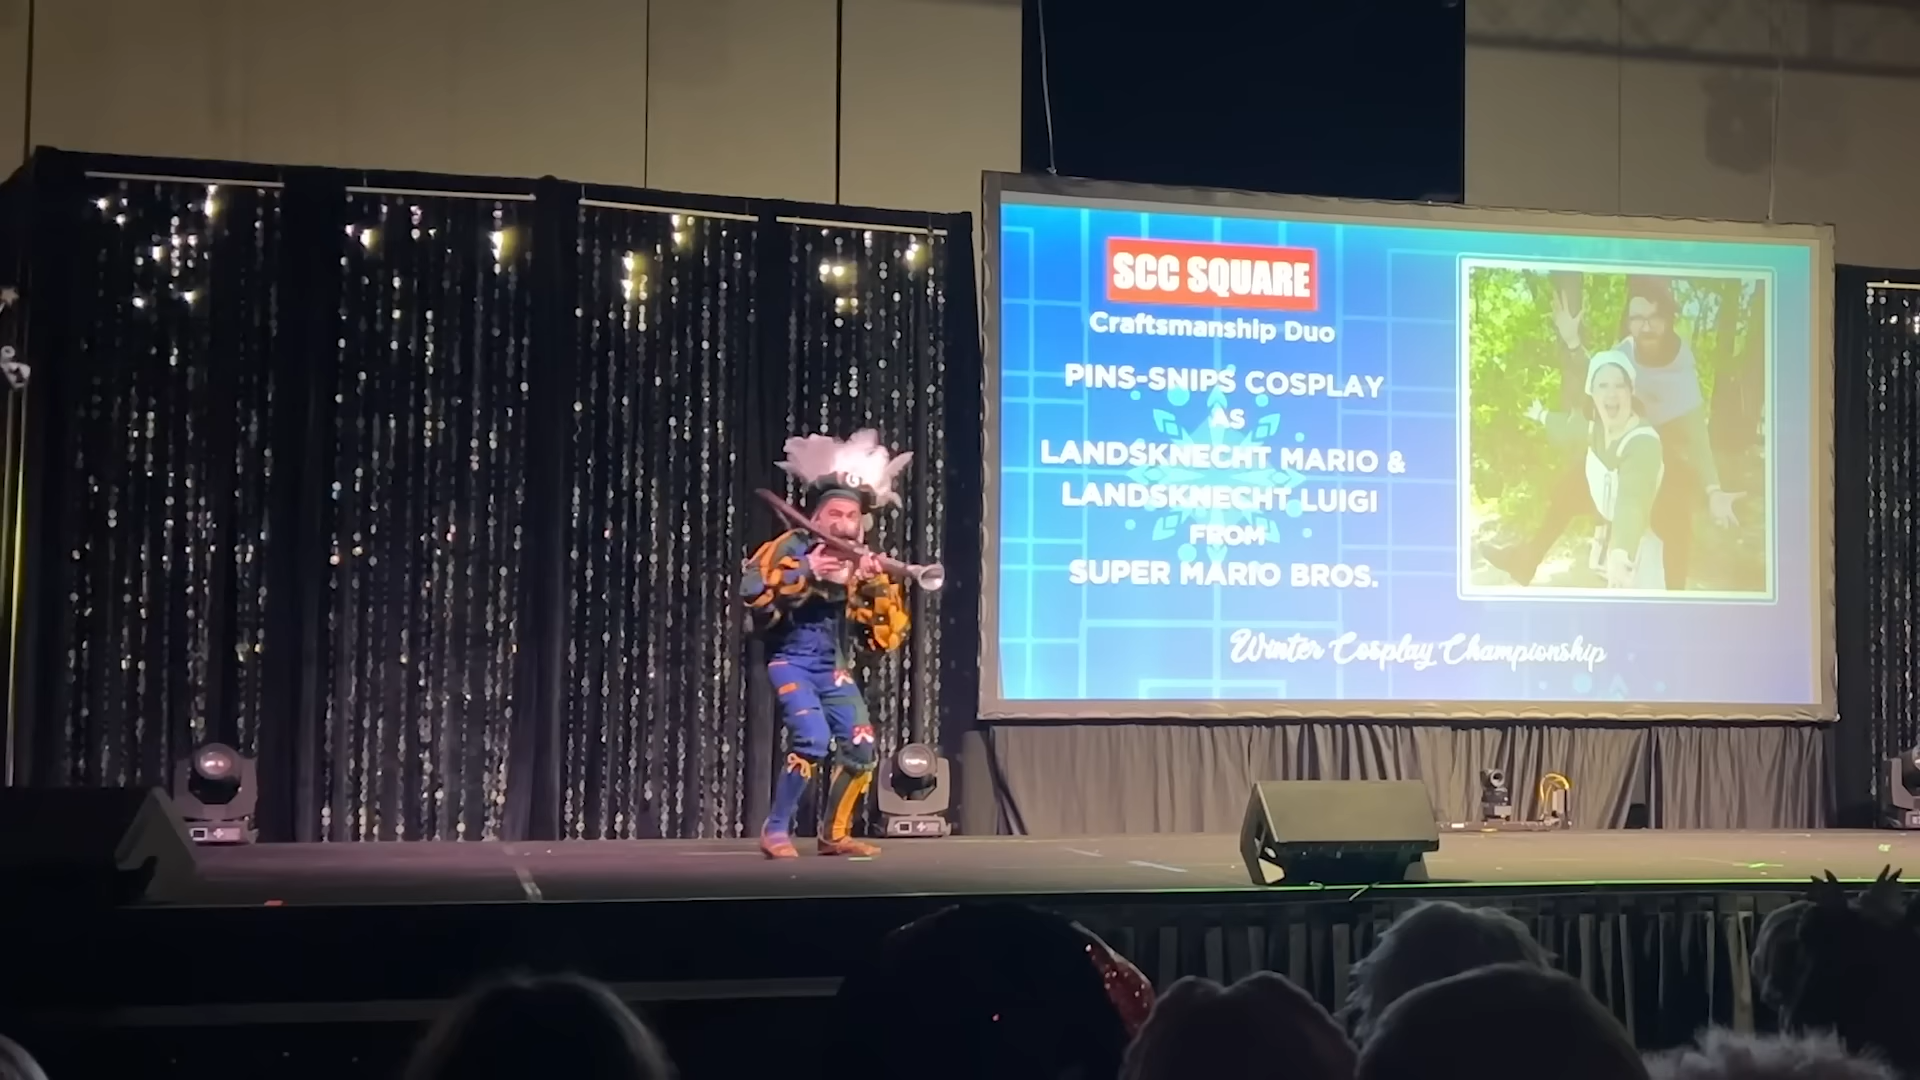 SCC SQUARE
Craftsmanship Duo
PINS-SNIPS COSPLAY
AS
LANDSKNECHT MARIO &
LANDSKNECHT LUIGI
FROM
SUPER MARIO BROS.
Winter Cosplay Championship